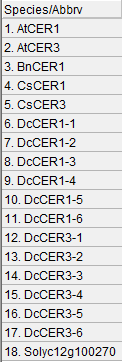 Species/Abbrv
1. AtCER1
2. AtCER3
3. BnCER1
4. CsCER1
5. CsCER3
6. DcCER1-1
7. DcCER1-2
8. DcCER1-3
9. DcCER1-4
10. DcCER1-5
11. DcCER1-6
12. DcCER3-1
13. DcCER3-2
14. DcCER3-3
15. DcCER3-4
16. DcCER3-5
17. DcCER3-6
18. Solyc12g100270